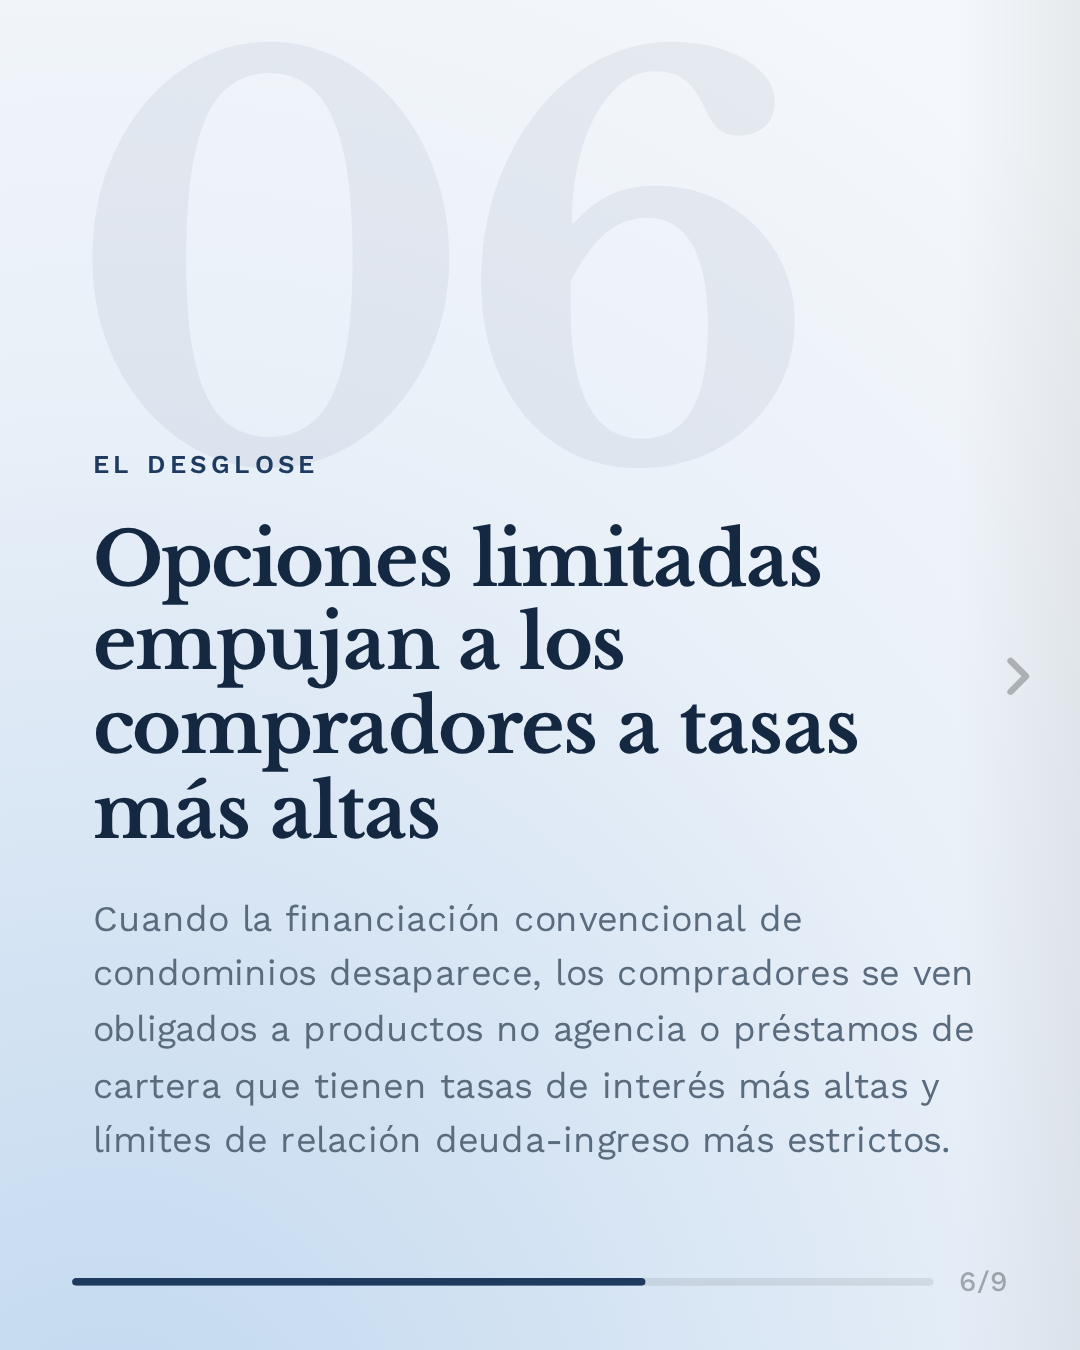 06
EL DESGLOSE
Opciones limitadas
empujan a los
compradores a tasas
más altas
Cuando la financiación convencional de
condominios desaparece, los compradores se ven
obligados a productos no agencia o préstamos de
cartera que tienen tasas de interés más altas y
límites de relación deuda-ingreso más estrictos.
6/9